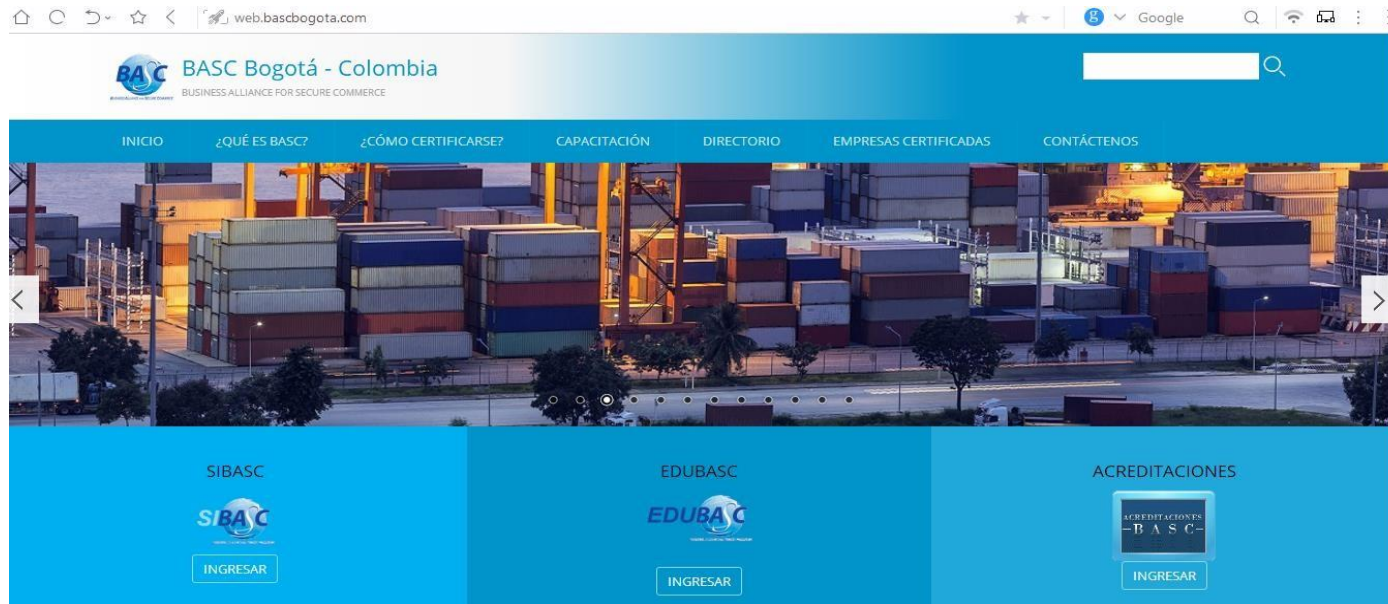 web.bascbogota.com
g Google
BASC
BASC Bogotá - Colombia
BUSINESS ALLIANCE FOR SECURE COMMERCE
INICIO ¿QUÉ ES BASC? ¿CÓMO CERTIFICARSE? CAPACITACIÓN DIRECTORIO EMPRESAS CERTIFICADAS CONTÁCTENOS
SIBASC EDUBASC ACREDITACIONES
SIBASC EDUBASC ACREDITACIONES
-BASC-
INGRESAR INGRESAR INGRESAR